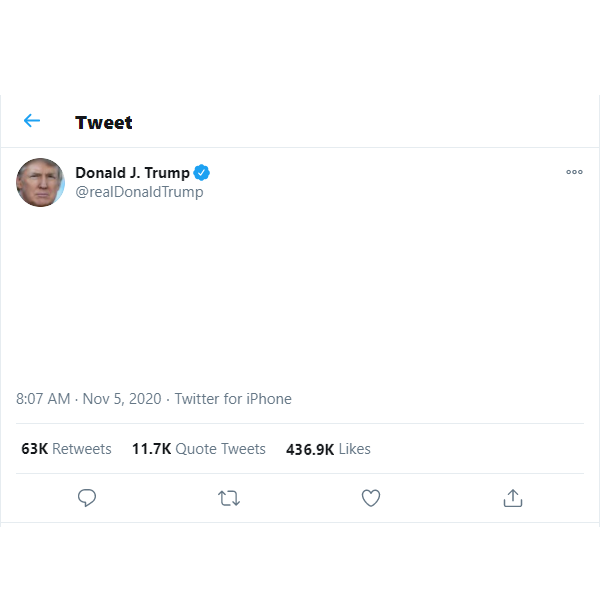 Tweet
Donald J. Trump
@realDonaldTrump
8:07 AM · Nov 5, 2020 · Twitter for iPhone
63K Retweets 11.7K Quote Tweets 436.9K Likes